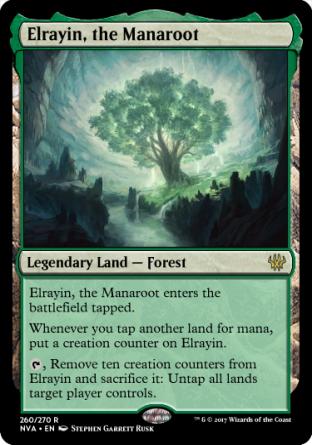 Elrayin, the Manaroot
Legendary Land — Forest
Elrayin, the Manaroot enters the
battlefield tapped.
Whenever you tap another land for mana,
put a creation counter on Elrayin.
, Remove ten creation counters from
Elrayin and sacrifice it: Untap all lands
target player controls.
260/270 R
NVA • EN STEPHEN GARRETT RUSK
™ & © 2017 Wizards of the Coast